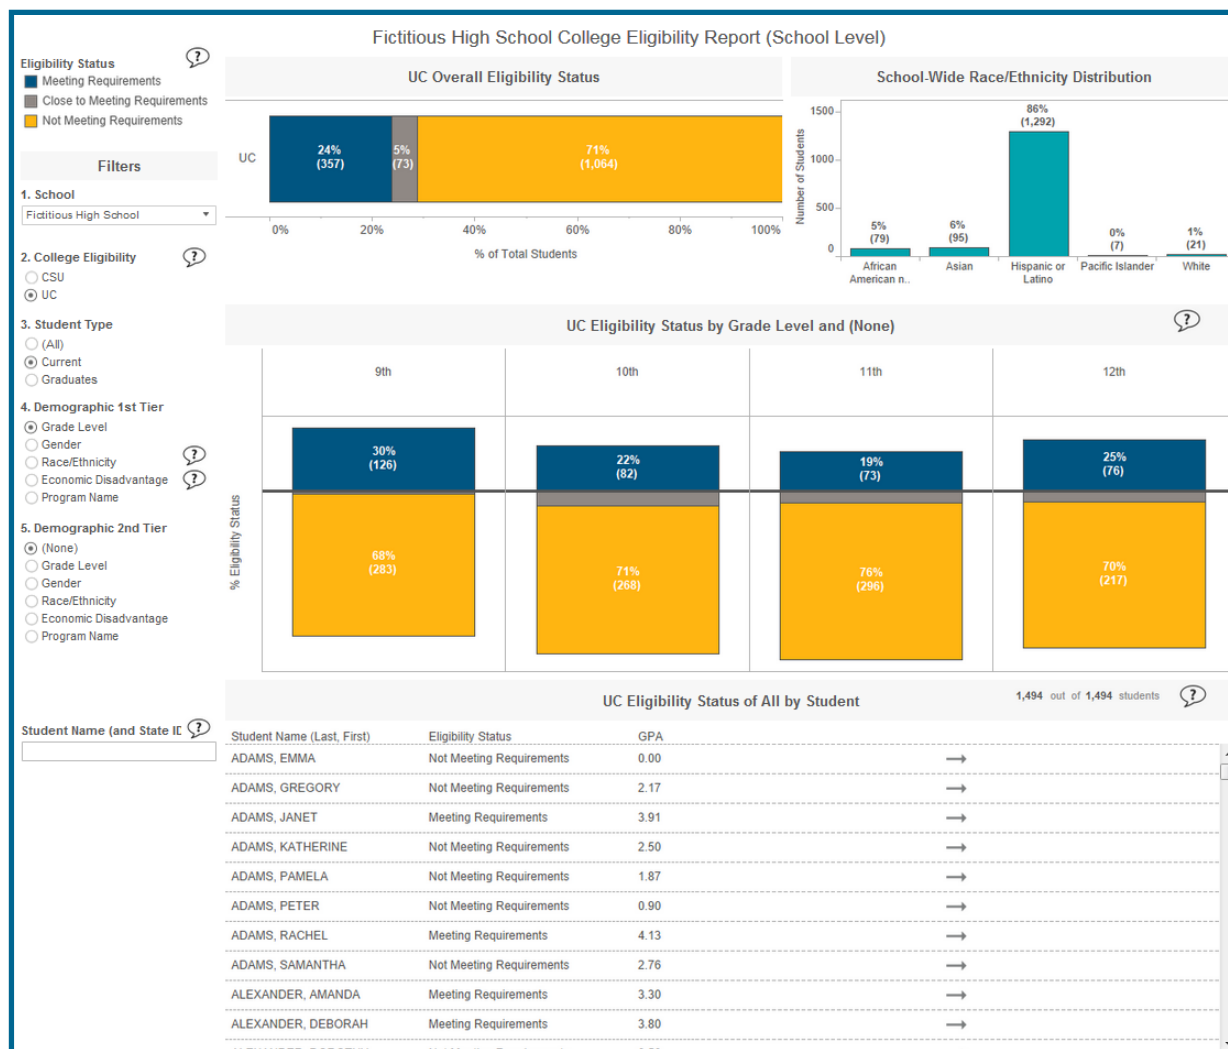 Fictitious High School College Eligibility Report (School Level)
Eligibility Status
?
Meeting Requirements
Close to Meeting Requirements
Not Meeting Requirements
Filters
1. School
Fictitious High School
2. College Eligibility
?
CSU
UC
3. Student Type
(All)
Current
Graduates
4. Demographic 1st Tier
Grade Level
Gender
Race/Ethnicity
?
Economic Disadvantage
?
Program Name
5. Demographic 2nd Tier
(None)
Grade Level
Gender
Race/Ethnicity
Economic Disadvantage
Program Name
Student Name (and State ID
?
UC Overall Eligibility Status
UC
24%
(357)
5%
(73)
71%
(1,064)
0% 20% 40% 60% 80% 100%
% of Total Students
School-Wide Race/Ethnicity Distribution
Number of Students
1500
1000
500
0
5%
(79)
6%
(95)
86%
(1,292)
0%
(7)
1%
(21)
African
American n..
Asian
Hispanic or
Latino
Pacific Islander
White
UC Eligibility Status by Grade Level and (None)
?
9th 10th 11th 12th
% Eligibility Status
30%
(126)
22%
(82)
19%
(73)
25%
(76)
68%
(283)
71%
(268)
76%
(296)
70%
(217)
UC Eligibility Status of All by Student
1,494 out of 1,494 students
?
Student Name (Last, First) Eligibility Status GPA
ADAMS, EMMA Not Meeting Requirements 0.00
ADAMS, GREGORY Not Meeting Requirements 2.17
ADAMS, JANET Meeting Requirements 3.91
ADAMS, KATHERINE Not Meeting Requirements 2.50
ADAMS, PAMELA Not Meeting Requirements 1.87
ADAMS, PETER Not Meeting Requirements 0.90
ADAMS, RACHEL Meeting Requirements 4.13
ADAMS, SAMANTHA Not Meeting Requirements 2.76
ALEXANDER, AMANDA Meeting Requirements 3.30
ALEXANDER, DEBORAH Meeting Requirements 3.80